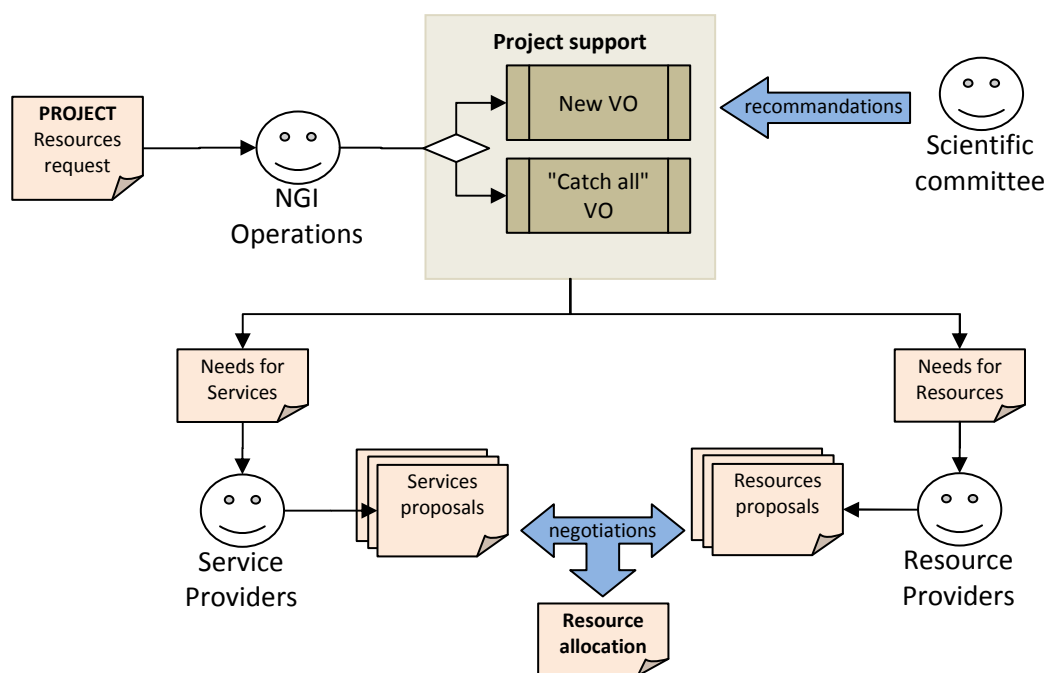 Project support
PROJECT
Resources
request
New VO
recommandations
"Catch all"
VO
NGI
Operations
Scientific
committee
Needs for
Services
Needs for
Resources
Services
proposals
negotiations
Resources
proposals
Service
Providers
Resource
Providers
Resource
allocation